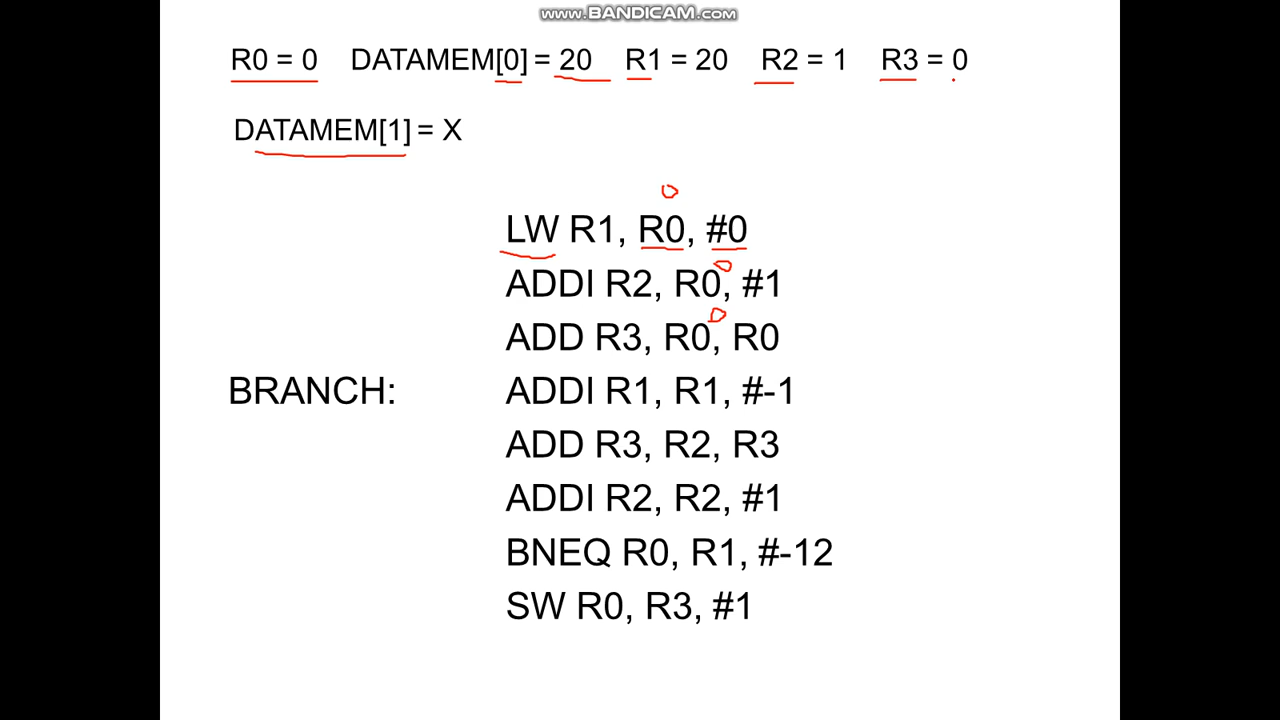 www.BANDICAM.com
R0 = 0 DATAMEM[0] = 20 R1 = 20 R2 = 1 R3 = 0
DATAMEM[1] = X
0
LW R1, R0, #0
0
ADDI R2, R0, #1
0
ADD R3, R0, R0
BRANCH: ADDI R1, R1, #-1
ADD R3, R2, R3
ADDI R2, R2, #1
BNEQ R0, R1, #-12
SW R0, R3, #1